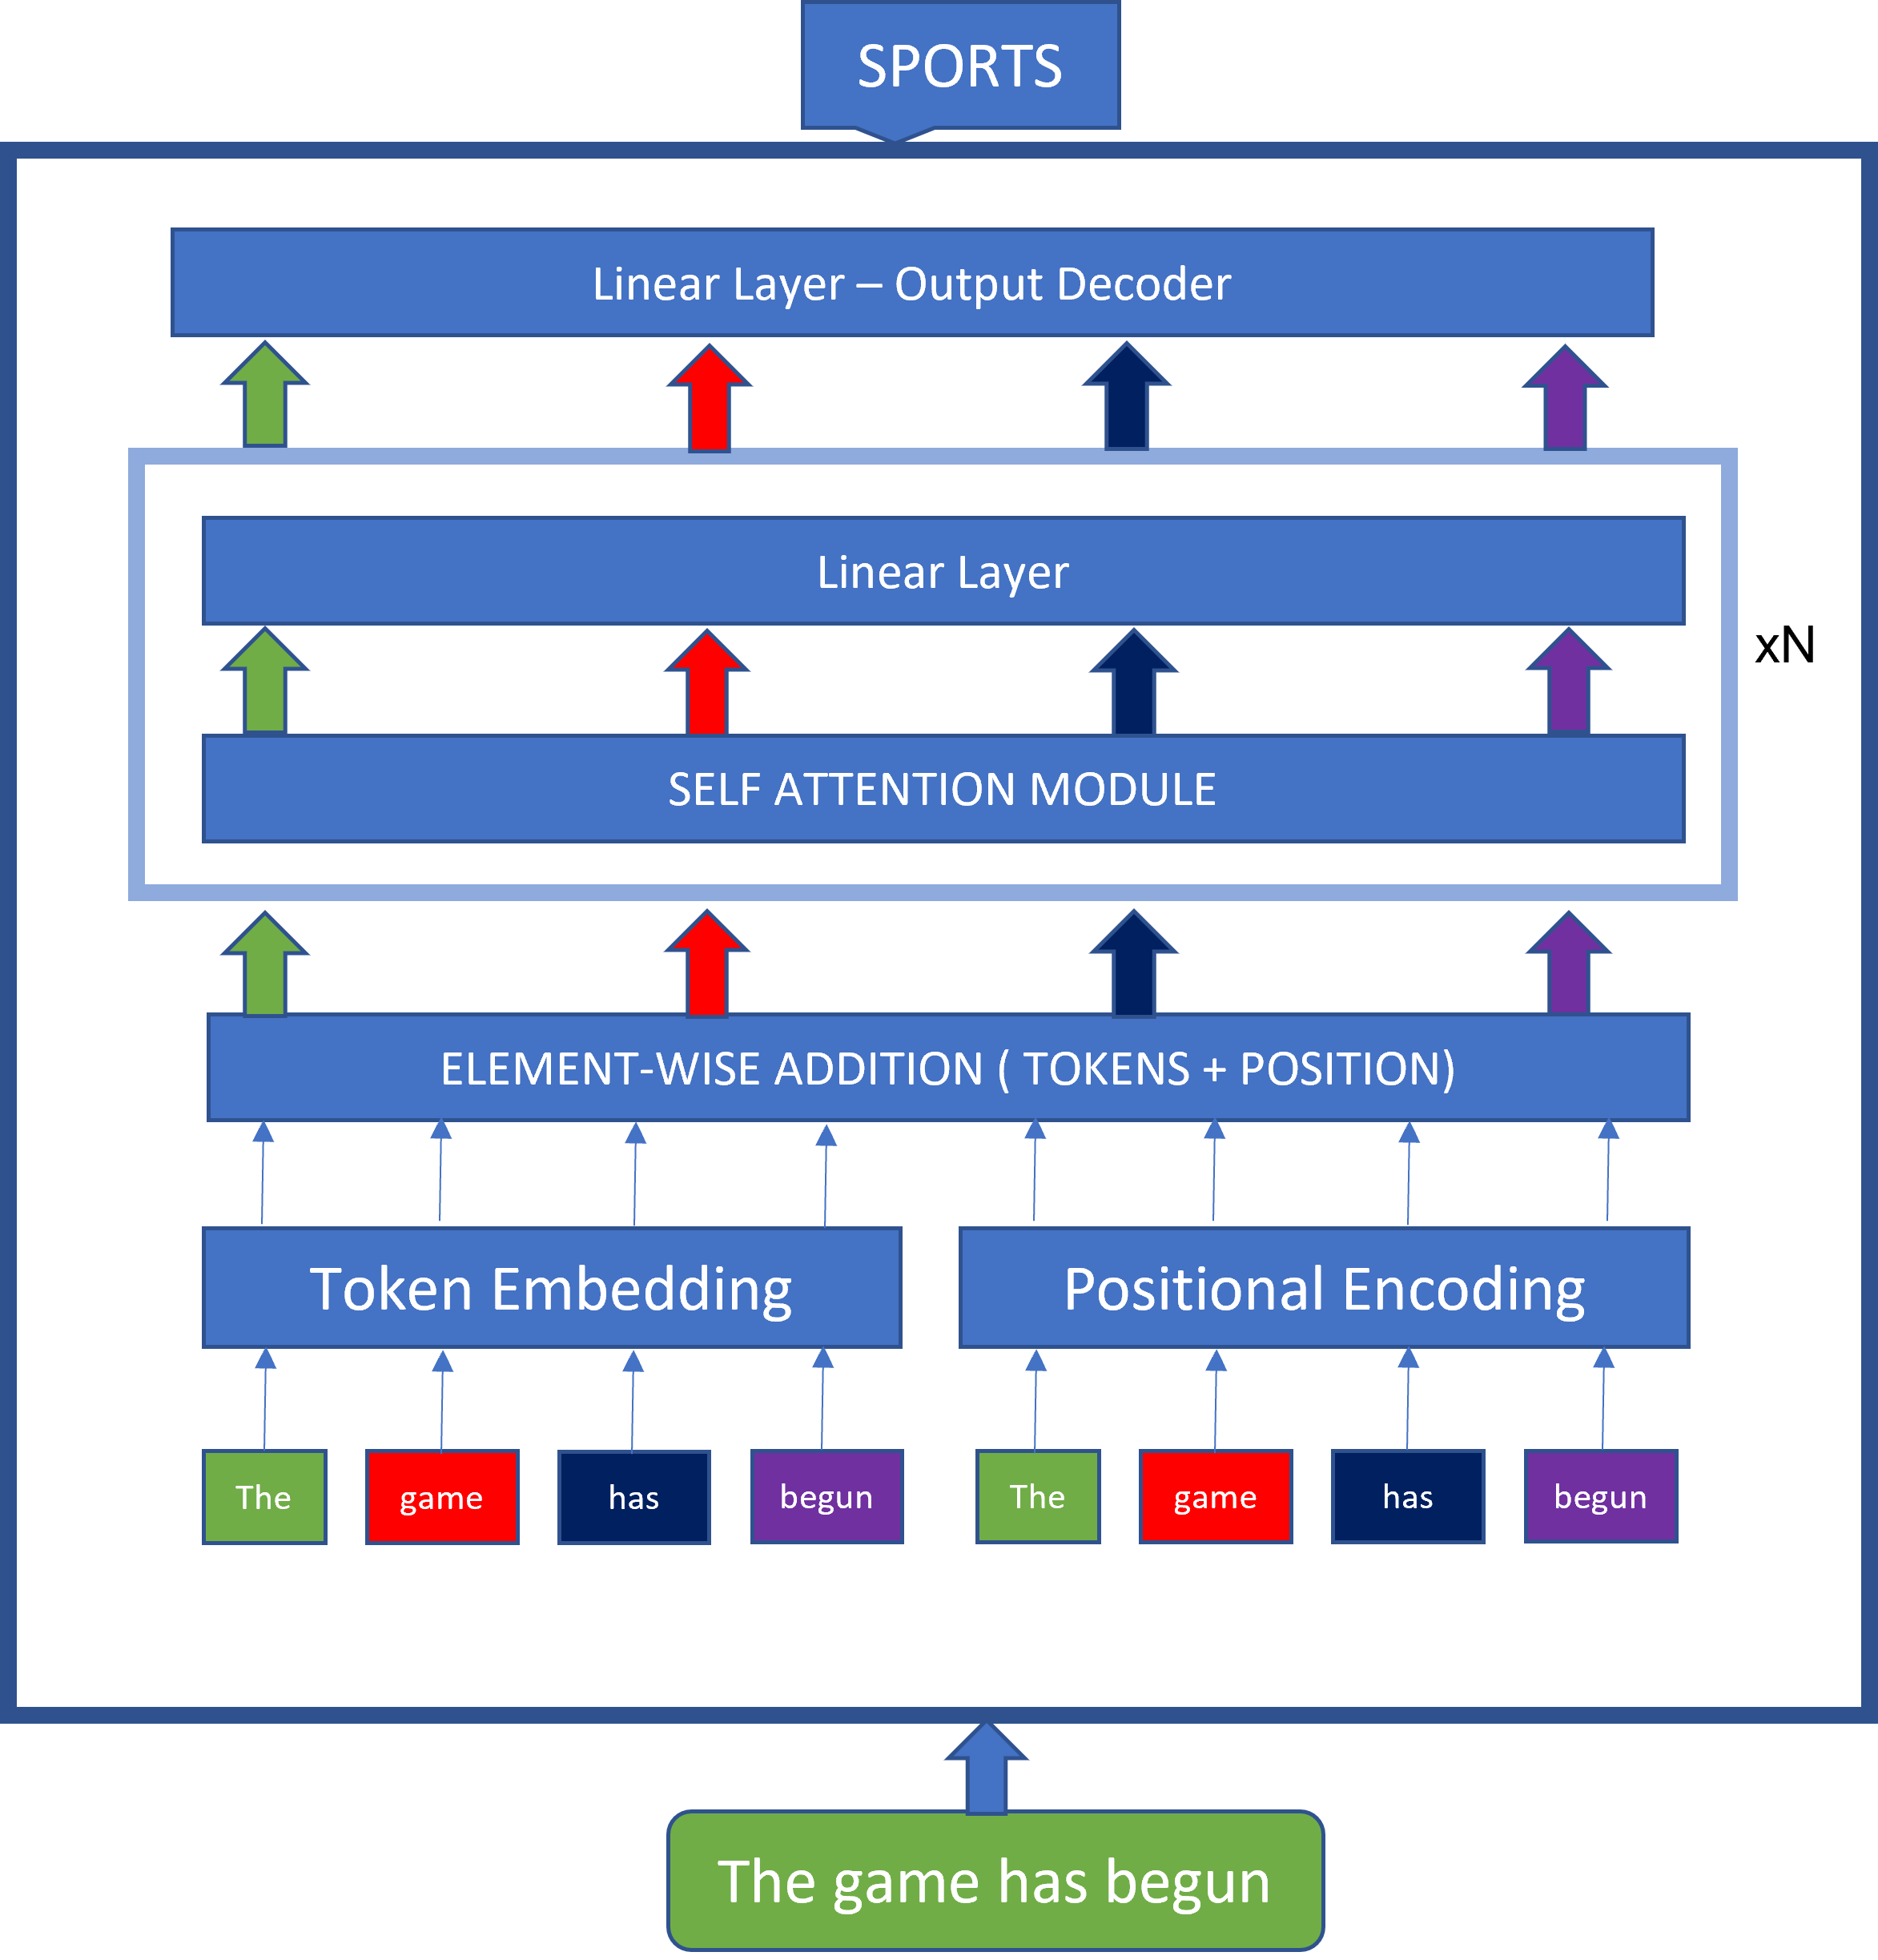 SPORTS
Linear Layer – Output Decoder
Linear Layer
xN
SELF ATTENTION MODULE
ELEMENT-WISE ADDITION ( TOKENS + POSITION)
Token Embedding
Positional Encoding
The
game
has
begun
The
game
has
begun
The game has begun